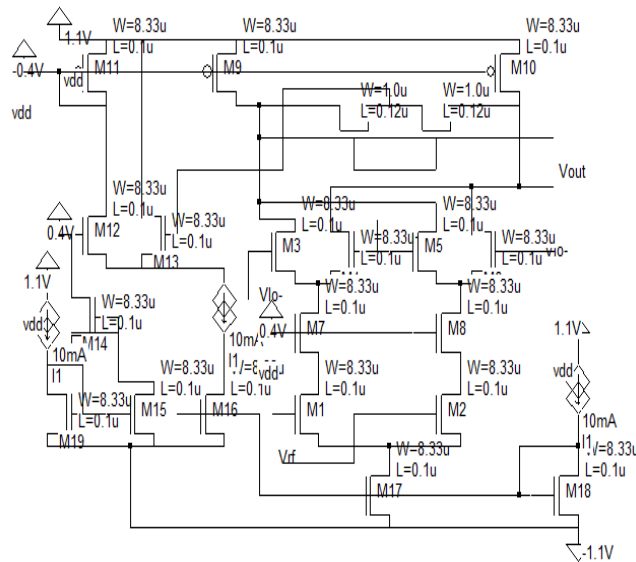 W=8.33u W=8.33u W=8.33u
1.1V L=0.1u L=0.1u L=0.1u
-0.4V M11 M9 M10
vdd W=1.0u W=1.0u
vdd L=0.12u L=0.12u
Vout
W=8.33u W=8.33u W=8.33u W=8.33u W=8.33u
L=0.1u L=0.1u L=0.1u L=0.1u L=0.1u
0.4V M12 M13 M3 M5
1.1V Vlo-
W=8.33u W=8.33u W=8.33u
L=0.1u L=0.1u L=0.1u
vdd 0.4V M7 M8 1.1V
10mA M14 10mA vdd vdd
I1 W=8.33u I1 W=8.33u W=8.33u
W=8.33u L=0.1u L=0.1u L=0.1u L=0.1u
L=0.1u M15 M16 M1 M2 10mA
M19 I1
Vrf W=8.33u W=8.33u
L=0.1u L=0.1u
M17 M18
-1.1V